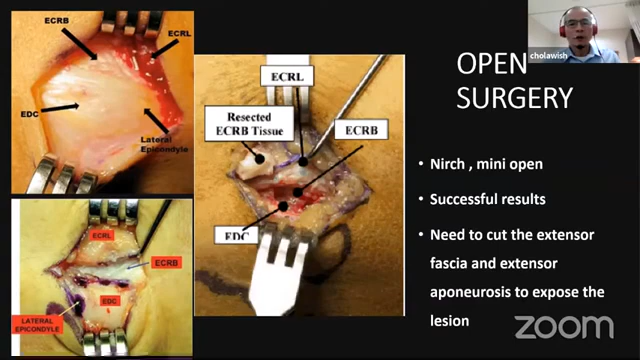 ECRB
ECRL
EDC
Lateral
Epicondyle
ECRL
ECRB
EDC
LATERAL
EPICONDYLE
ECRL
Resected
ECRB Tissue
ECRB
EDC
cholawish
OPEN
SURGERY
• Nirch , mini open
• Successful results
• Need to cut the extensor
fascia and extensor
aponeurosis to expose the
lesion
zoom